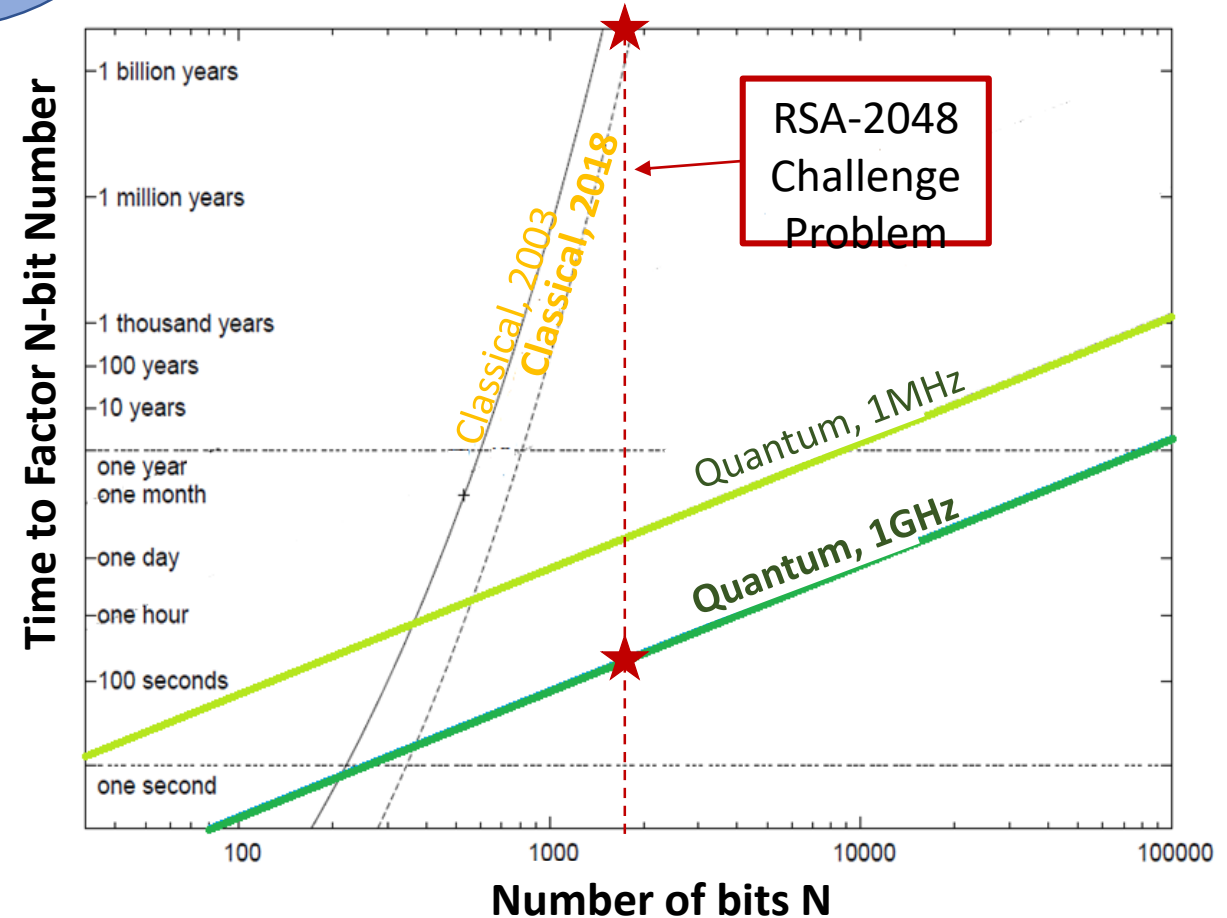 Time to Factor N-bit Number
1 billion years
1 million years
1 thousand years
100 years
10 years
one year
one month
one day
one hour
100 seconds
one second
Classical, 2003
Classical, 2018
RSA-2048
Challenge
Problem
Quantum, 1MHz
Quantum, 1GHz
100
1000
10000
100000
Number of bits N